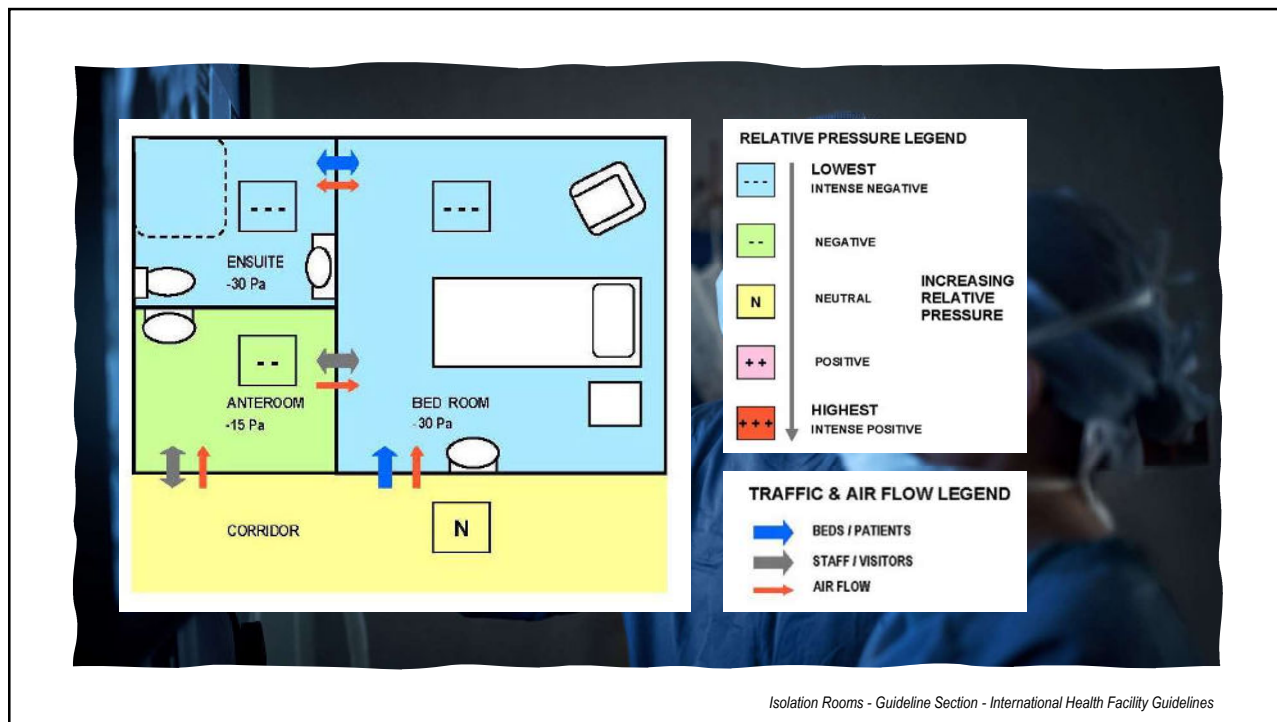 - - -
ENSUITE
-30 Pa
- - -
- -
ANTEROOM
-15 Pa
BED ROOM
-30 Pa
CORRIDOR
N
RELATIVE PRESSURE LEGEND
- - -
LOWEST
INTENSE NEGATIVE
- -
NEGATIVE
N
NEUTRAL
INCREASING
RELATIVE
PRESSURE
+ +
POSITIVE
+ + +
HIGHEST
INTENSE POSITIVE
TRAFFIC & AIR FLOW LEGEND
BEDS / PATIENTS
STAFF / VISITORS
AIR FLOW
Isolation Rooms - Guideline Section - International Health Facility Guidelines